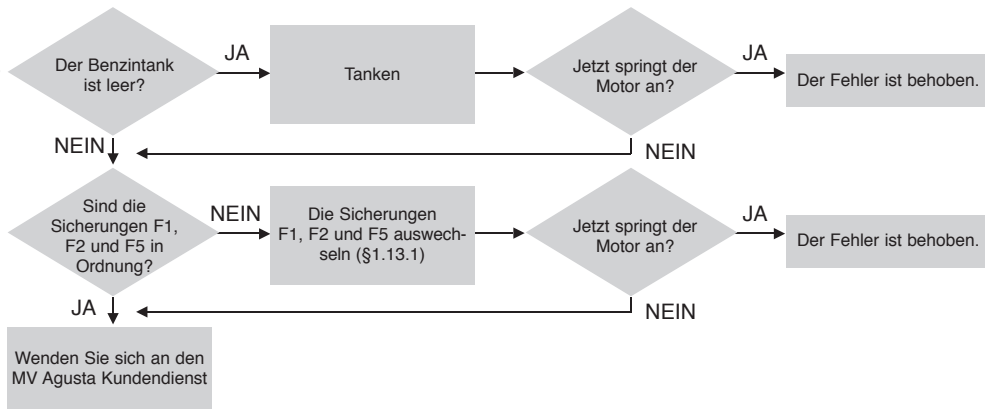 Der Benzintank
ist leer?
JA
Tanken
Jetzt springt der
Motor an?
JA
Der Fehler ist behoben.
NEIN
NEIN
Sind die
Sicherungen F1,
F2 und F5 in
Ordnung?
NEIN
Die Sicherungen
F1, F2 und F5 auswech-
seln (§1.13.1)
Jetzt springt der
Motor an?
JA
Der Fehler ist behoben.
JA
NEIN
Wenden Sie sich an den
MV Agusta Kundendienst